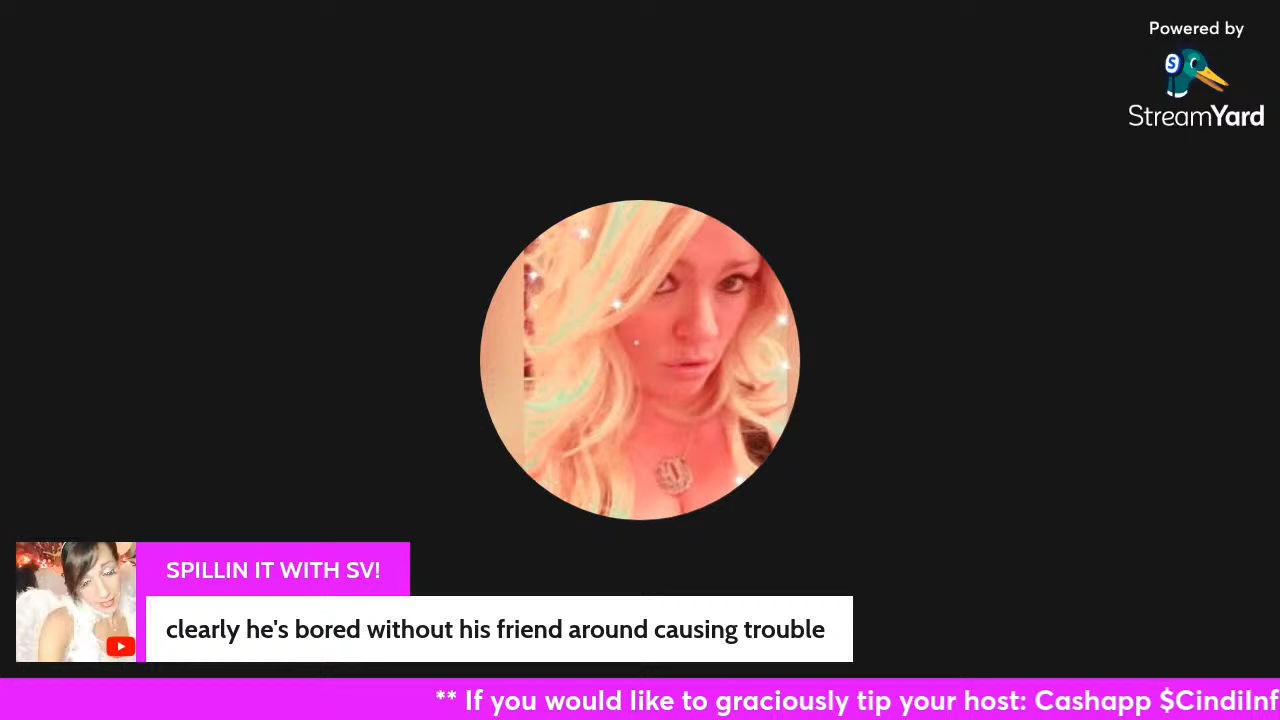 Powered by
S
StreamYard
SPILLIN IT WITH SV!
clearly he's bored without his friend around causing trouble
** If you would like to graciously tip your host: Cashapp $CindiInf